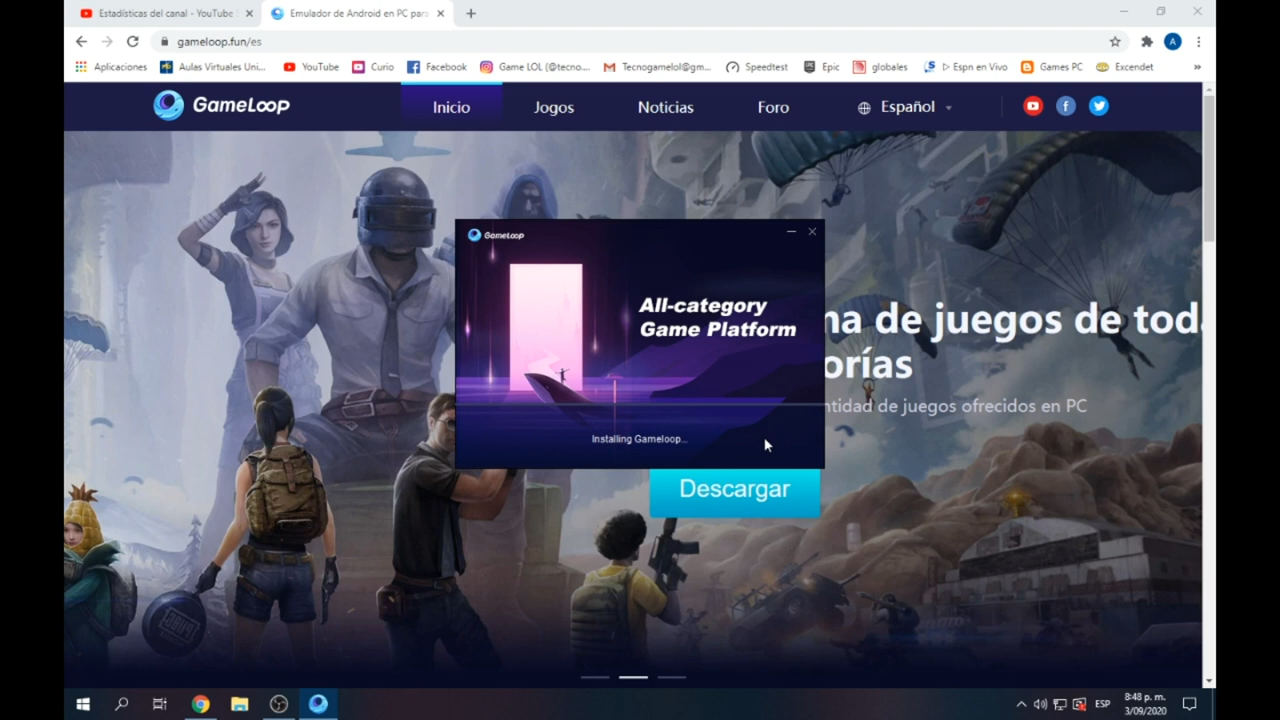 Estadísticas del canal - YouTube
Emulador de Android en PC para
gameloop.fun/es
A
Aplicaciones
Aulas Virtuales Uni...
YouTube
Curio
Facebook
Game LOL (@tecno....
Tecnogamelol@gm...
Speedtest
Epic
globales
▷ Espn en Vivo
Games PC
Excendet
»
GameLoop
Inicio
Jogos
Noticias
Foro
Español
GameLoop
All-category
Game Platform
Installing Gameloop...
na de juegos de tod
orías
ntidad de juegos ofrecidos en PC
Descargar
ESP
8:48 p. m.
3/09/2020